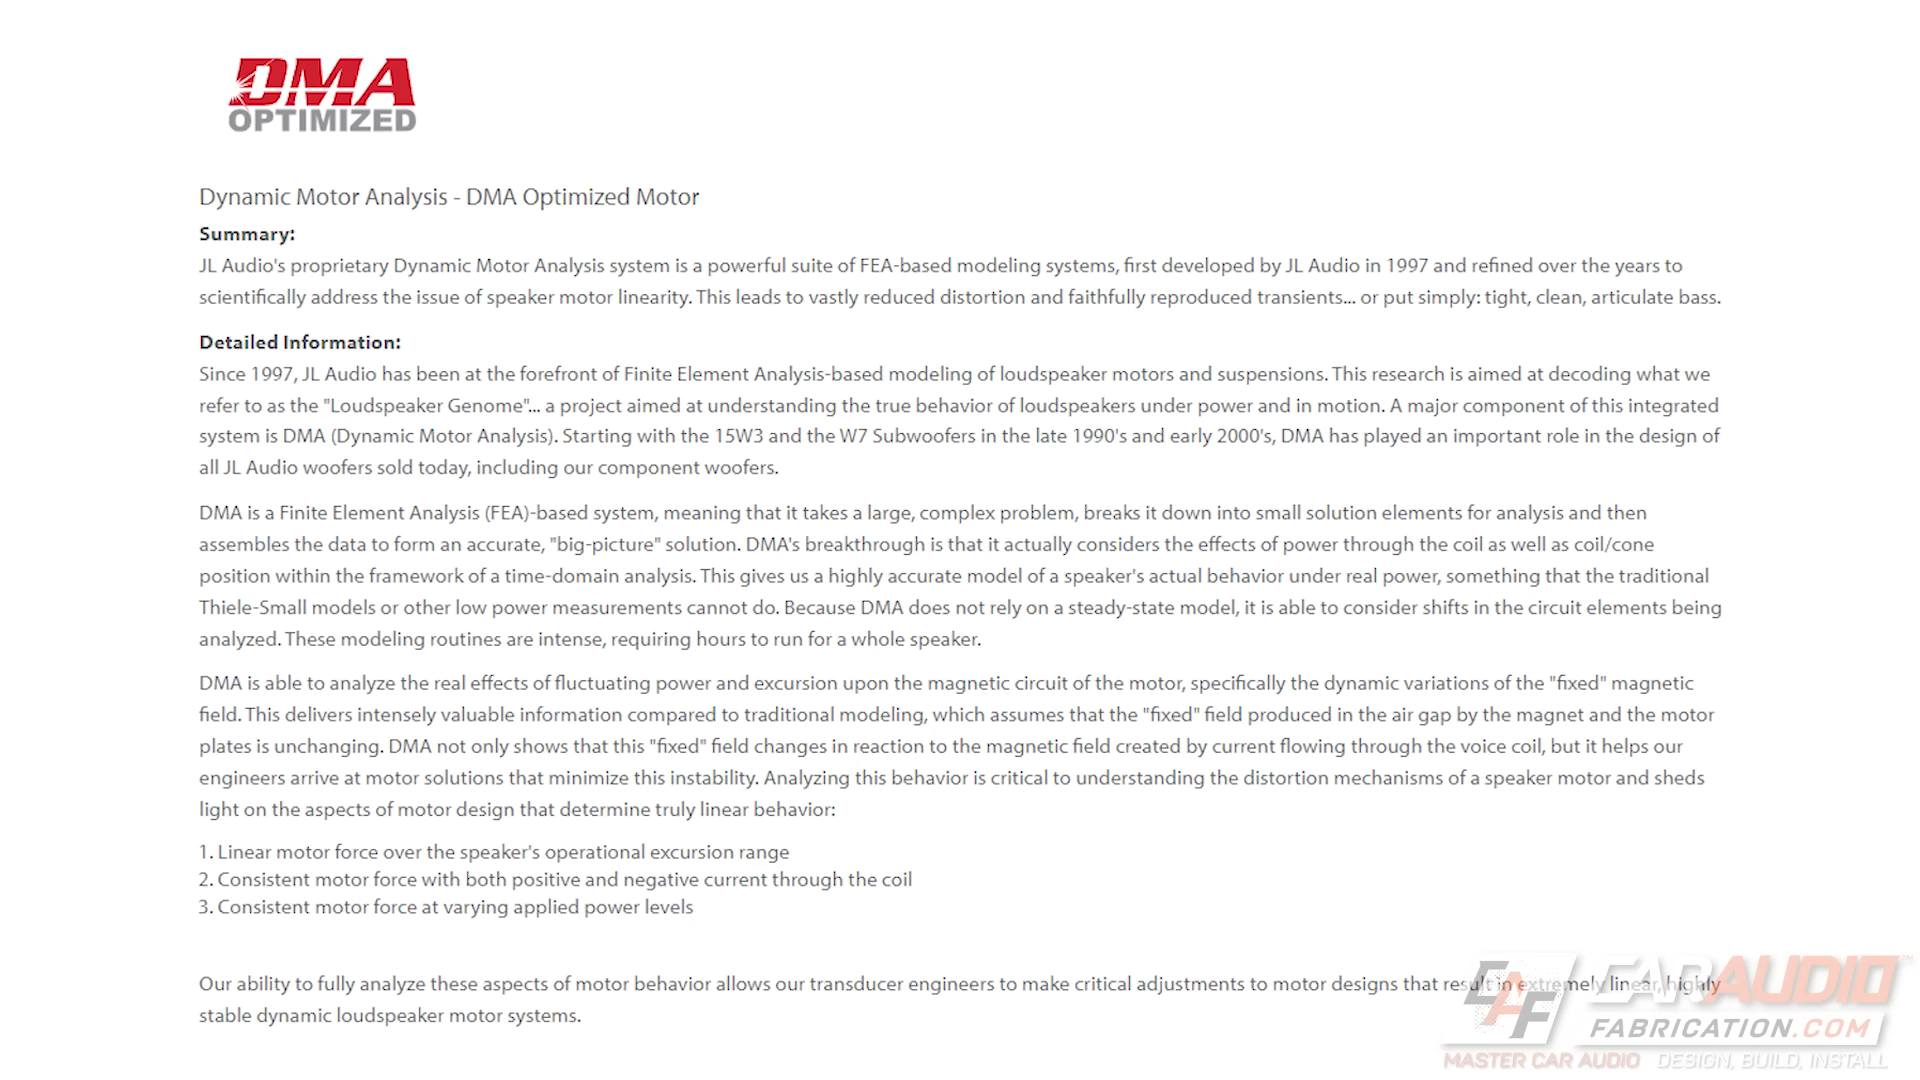 DMA
OPTIMIZED
Dynamic Motor Analysis - DMA Optimized Motor
Summary:
JL Audio's proprietary Dynamic Motor Analysis system is a powerful suite of FEA-based modeling systems, first developed by JL Audio in 1997 and refined over the years to
scientifically address the issue of speaker motor linearity. This leads to vastly reduced distortion and faithfully reproduced transients... or put simply: tight, clean, articulate bass.
Detailed Information:
Since 1997, JL Audio has been at the forefront of Finite Element Analysis-based modeling of loudspeaker motors and suspensions. This research is aimed at decoding what we
refer to as the "Loudspeaker Genome"... a project aimed at understanding the true behavior of loudspeakers under power and in motion. A major component of this integrated
system is DMA (Dynamic Motor Analysis). Starting with the 15W3 and the W7 Subwoofers in the late 1990's and early 2000's, DMA has played an important role in the design of
all JL Audio woofers sold today, including our component woofers.
DMA is a Finite Element Analysis (FEA)-based system, meaning that it takes a large, complex problem, breaks it down into small solution elements for analysis and then
assembles the data to form an accurate, "big-picture" solution. DMA's breakthrough is that it actually considers the effects of power through the coil as well as coil/cone
position within the framework of a time-domain analysis. This gives us a highly accurate model of a speaker's actual behavior under real power, something that the traditional
Thiele-Small models or other low power measurements cannot do. Because DMA does not rely on a steady-state model, it is able to consider shifts in the circuit elements being
analyzed. These modeling routines are intense, requiring hours to run for a whole speaker.
DMA is able to analyze the real effects of fluctuating power and excursion upon the magnetic circuit of the motor, specifically the dynamic variations of the "fixed" magnetic
field. This delivers intensely valuable information compared to traditional modeling, which assumes that the "fixed" field produced in the air gap by the magnet and the motor
plates is unchanging. DMA not only shows that this "fixed" field changes in reaction to the magnetic field created by current flowing through the voice coil, but it helps our
engineers arrive at motor solutions that minimize this instability. Analyzing this behavior is critical to understanding the distortion mechanisms of a speaker motor and sheds
light on the aspects of motor design that determine truly linear behavior:
1. Linear motor force over the speaker's operational excursion range
2. Consistent motor force with both positive and negative current through the coil
3. Consistent motor force at varying applied power levels
Our ability to fully analyze these aspects of motor behavior allows our transducer engineers to make critical adjustments to motor designs that result in extremely linear, highly
stable dynamic loudspeaker motor systems.
CAF
CARAUDIO™
FABRICATION.COM
MASTER CAR AUDIO DESIGN, BUILD, INSTALL